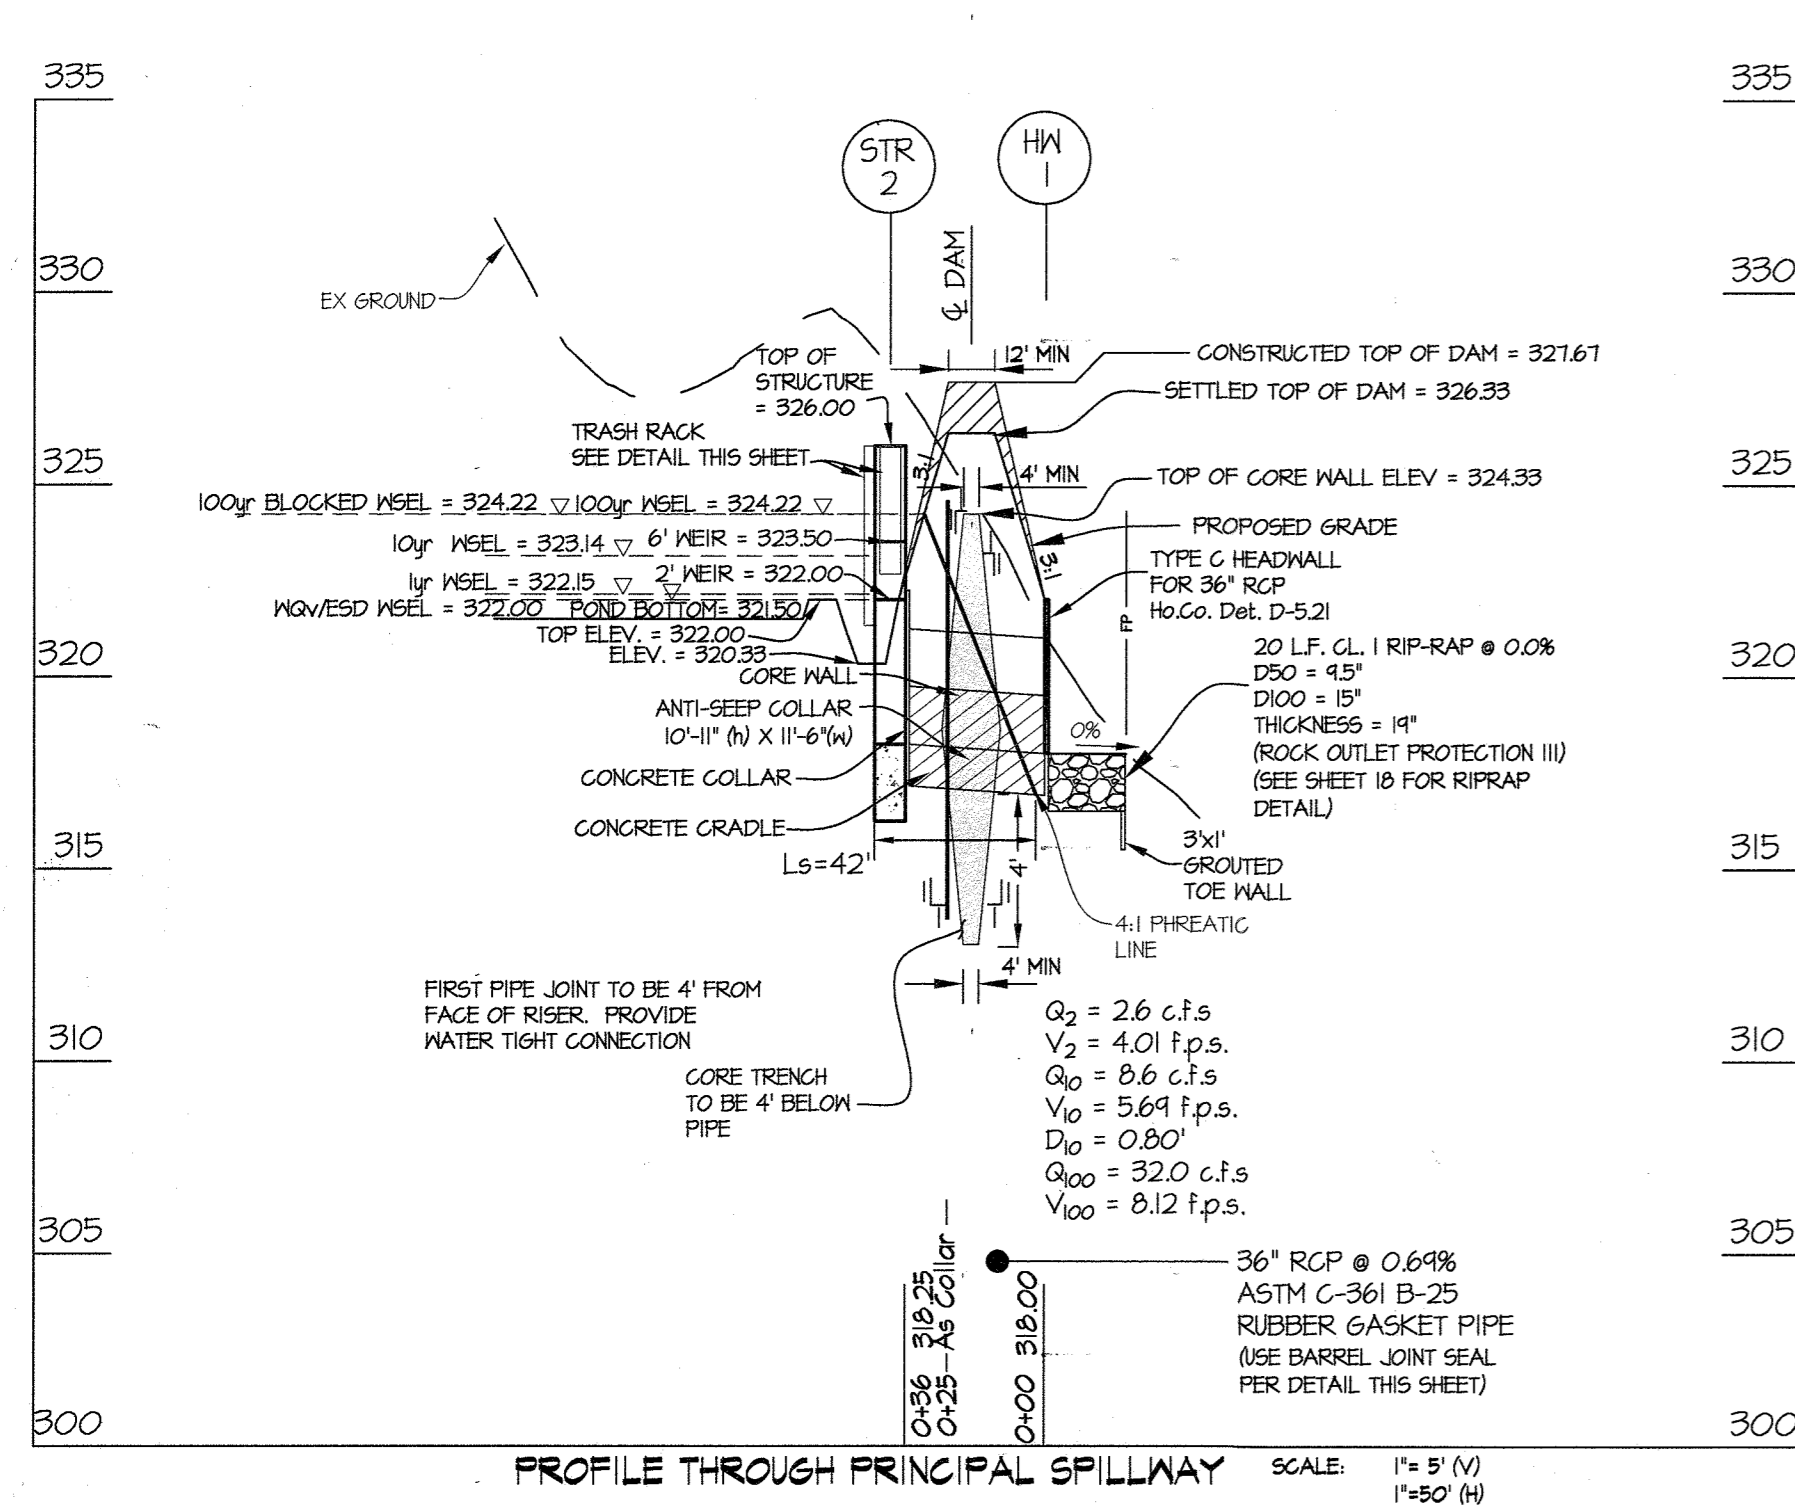 335
335
STR
2
HW
1
330
330
EX GROUND
℄ DAM
TOP OF
STRUCTURE
= 326.00
12' MIN
CONSTRUCTED TOP OF DAM = 327.67
SETTLED TOP OF DAM = 326.33
TRASH RACK
SEE DETAIL THIS SHEET
325
325
3:1
4' MIN
TOP OF CORE WALL ELEV = 324.33
100yr BLOCKED WSEL = 324.22
100yr WSEL = 324.22
PROPOSED GRADE
10yr WSEL = 323.14
6' WEIR = 323.50
3:1
TYPE C HEADWALL
FOR 36" RCP
Ho.Co. Det. D-5.21
1yr WSEL = 322.15
2' WEIR = 322.00
WQv/ESD WSEL = 322.00
POND BOTTOM= 321.50
TOP ELEV. = 322.00
ELEV. = 320.33
FP
320
320
20 L.F. CL. 1 RIP-RAP @ 0.0%
D50 = 9.5"
D100 = 15"
THICKNESS = 19"
(ROCK OUTLET PROTECTION III)
(SEE SHEET 18 FOR RIPRAP
DETAIL)
CORE WALL
ANTI-SEEP COLLAR
10'-11" (h) X 11'-6"(w)
0%
CONCRETE COLLAR
CONCRETE CRADLE
315
315
Ls=42'
4'
3'x1'
GROUTED
TOE WALL
4:1 PHREATIC
LINE
4' MIN
FIRST PIPE JOINT TO BE 4' FROM
FACE OF RISER. PROVIDE
WATER TIGHT CONNECTION
310
310
CORE TRENCH
TO BE 4' BELOW
PIPE
Q2 = 2.6 c.f.s
V2 = 4.01 f.p.s.
Q10 = 8.6 c.f.s
V10 = 5.69 f.p.s.
D10 = 0.80'
Q100 = 32.0 c.f.s
V100 = 8.12 f.p.s.
305
305
0+36 318.25
0+25-As Collar
0+00 318.00
36" RCP @ 0.69%
ASTM C-361 B-25
RUBBER GASKET PIPE
(USE BARREL JOINT SEAL
PER DETAIL THIS SHEET)
300
300
PROFILE THROUGH PRINCIPAL SPILLWAY
SCALE:
1"= 5' (V)
1"=50' (H)